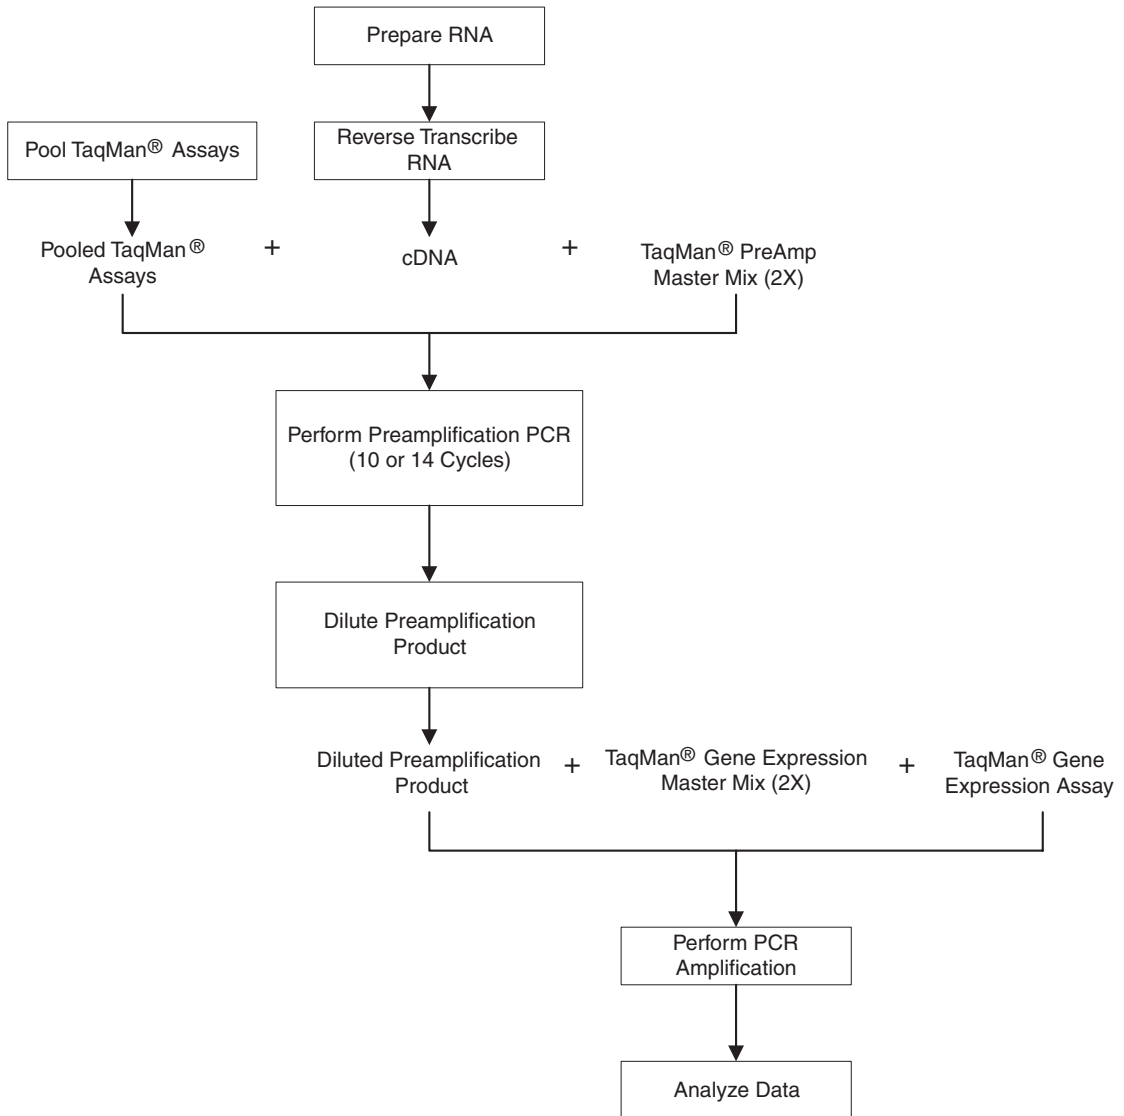 Prepare RNA
Pool TaqMan® Assays
Reverse Transcribe
RNA
Pooled TaqMan®
Assays
+
cDNA
+
TaqMan® PreAmp
Master Mix (2X)
Perform Preamplification PCR
(10 or 14 Cycles)
Dilute Preamplification
Product
Diluted Preamplification
Product
+
TaqMan® Gene Expression
Master Mix (2X)
+
TaqMan® Gene
Expression Assay
Perform PCR
Amplification
Analyze Data